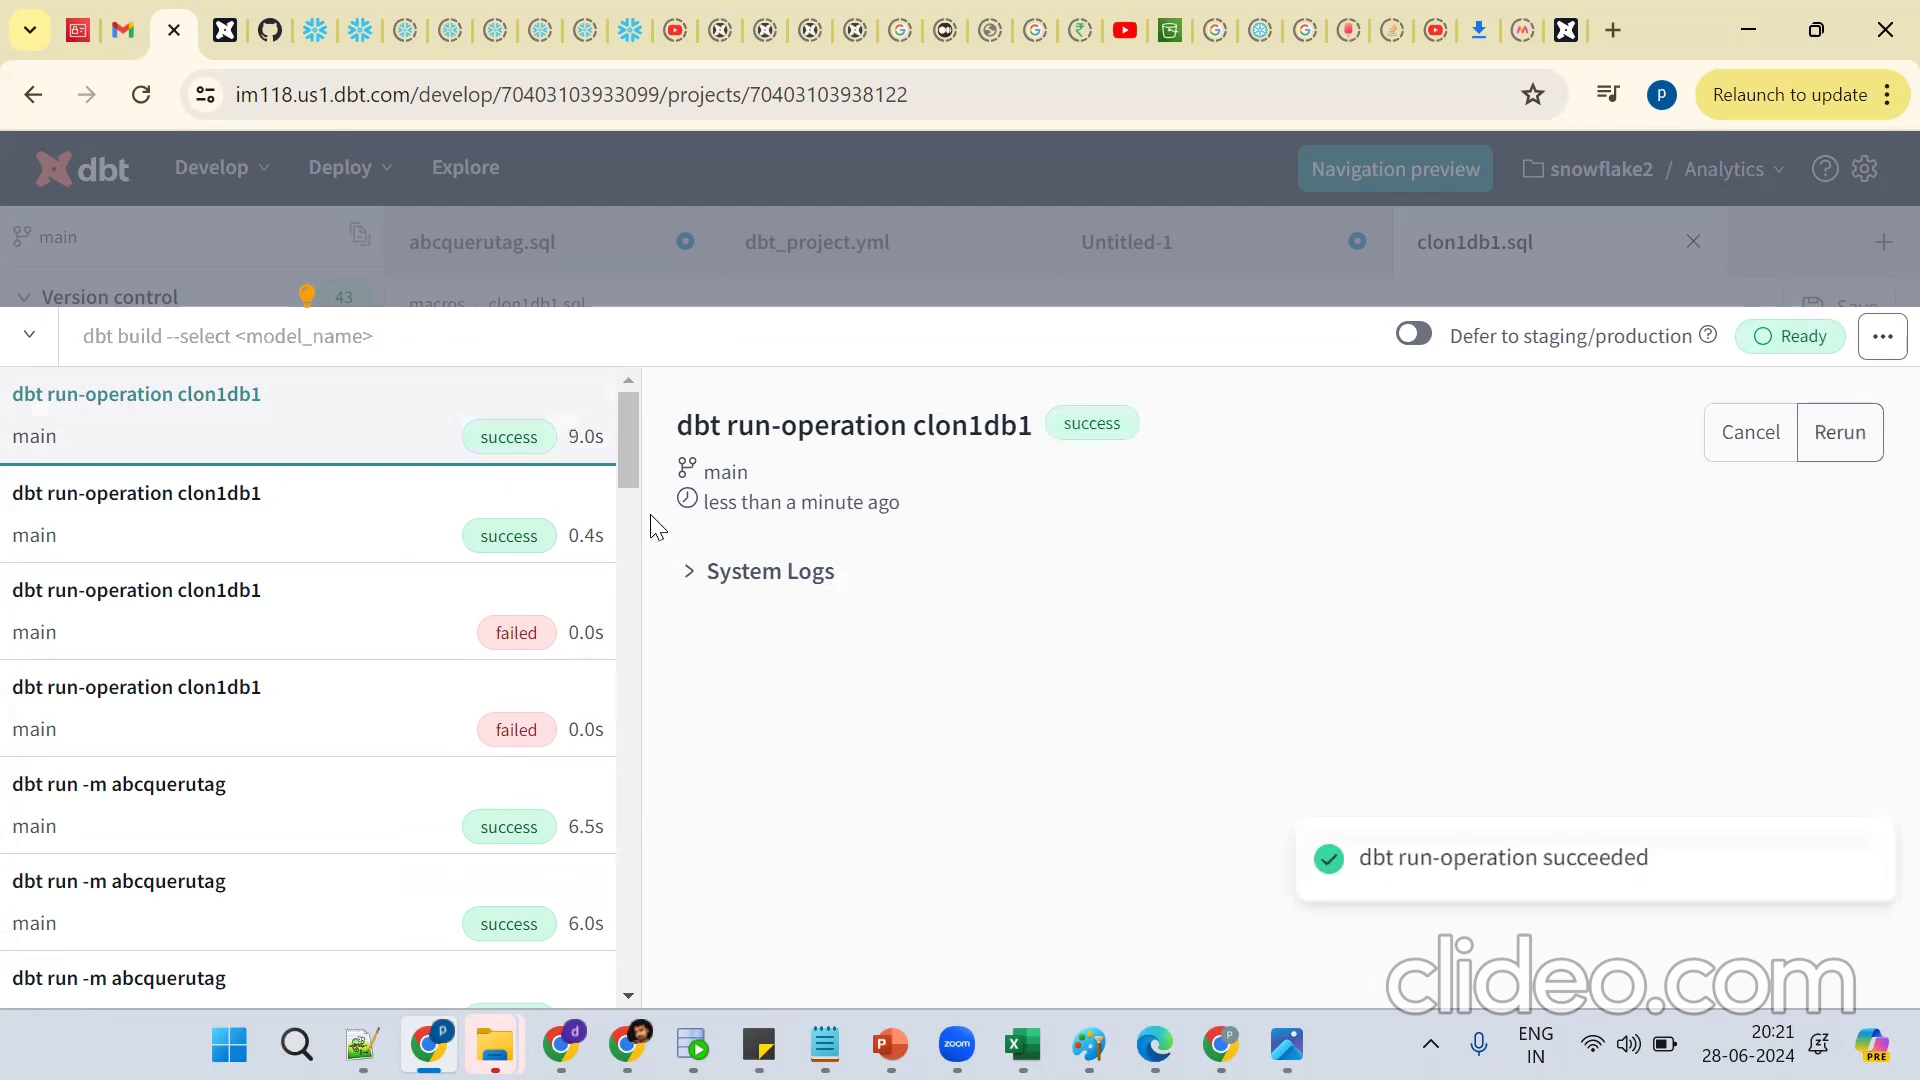 im118.us1.dbt.com/develop/70403103933099/projects/70403103938122
p
Relaunch to update
dbt
Develop
Deploy
Explore
Navigation preview
snowflake2 / Analytics
main
abcquerutag.sql
dbt_project.yml
Untitled-1
clon1db1.sql
Version control
43
macros
clon1db1.sql
Save
dbt build --select <model_name>
Defer to staging/production
Ready
dbt run-operation clon1db1
main
success 9.0s
dbt run-operation clon1db1
main
success 0.4s
dbt run-operation clon1db1
main
failed 0.0s
dbt run-operation clon1db1
main
failed 0.0s
dbt run -m abcquerutag
main
success 6.5s
dbt run -m abcquerutag
main
success 6.0s
dbt run -m abcquerutag
dbt run-operation clon1db1
success
main
less than a minute ago
Cancel
Rerun
System Logs
dbt run-operation succeeded
clideo.com
zoom
ENG
IN
20:21
28-06-2024
PRE